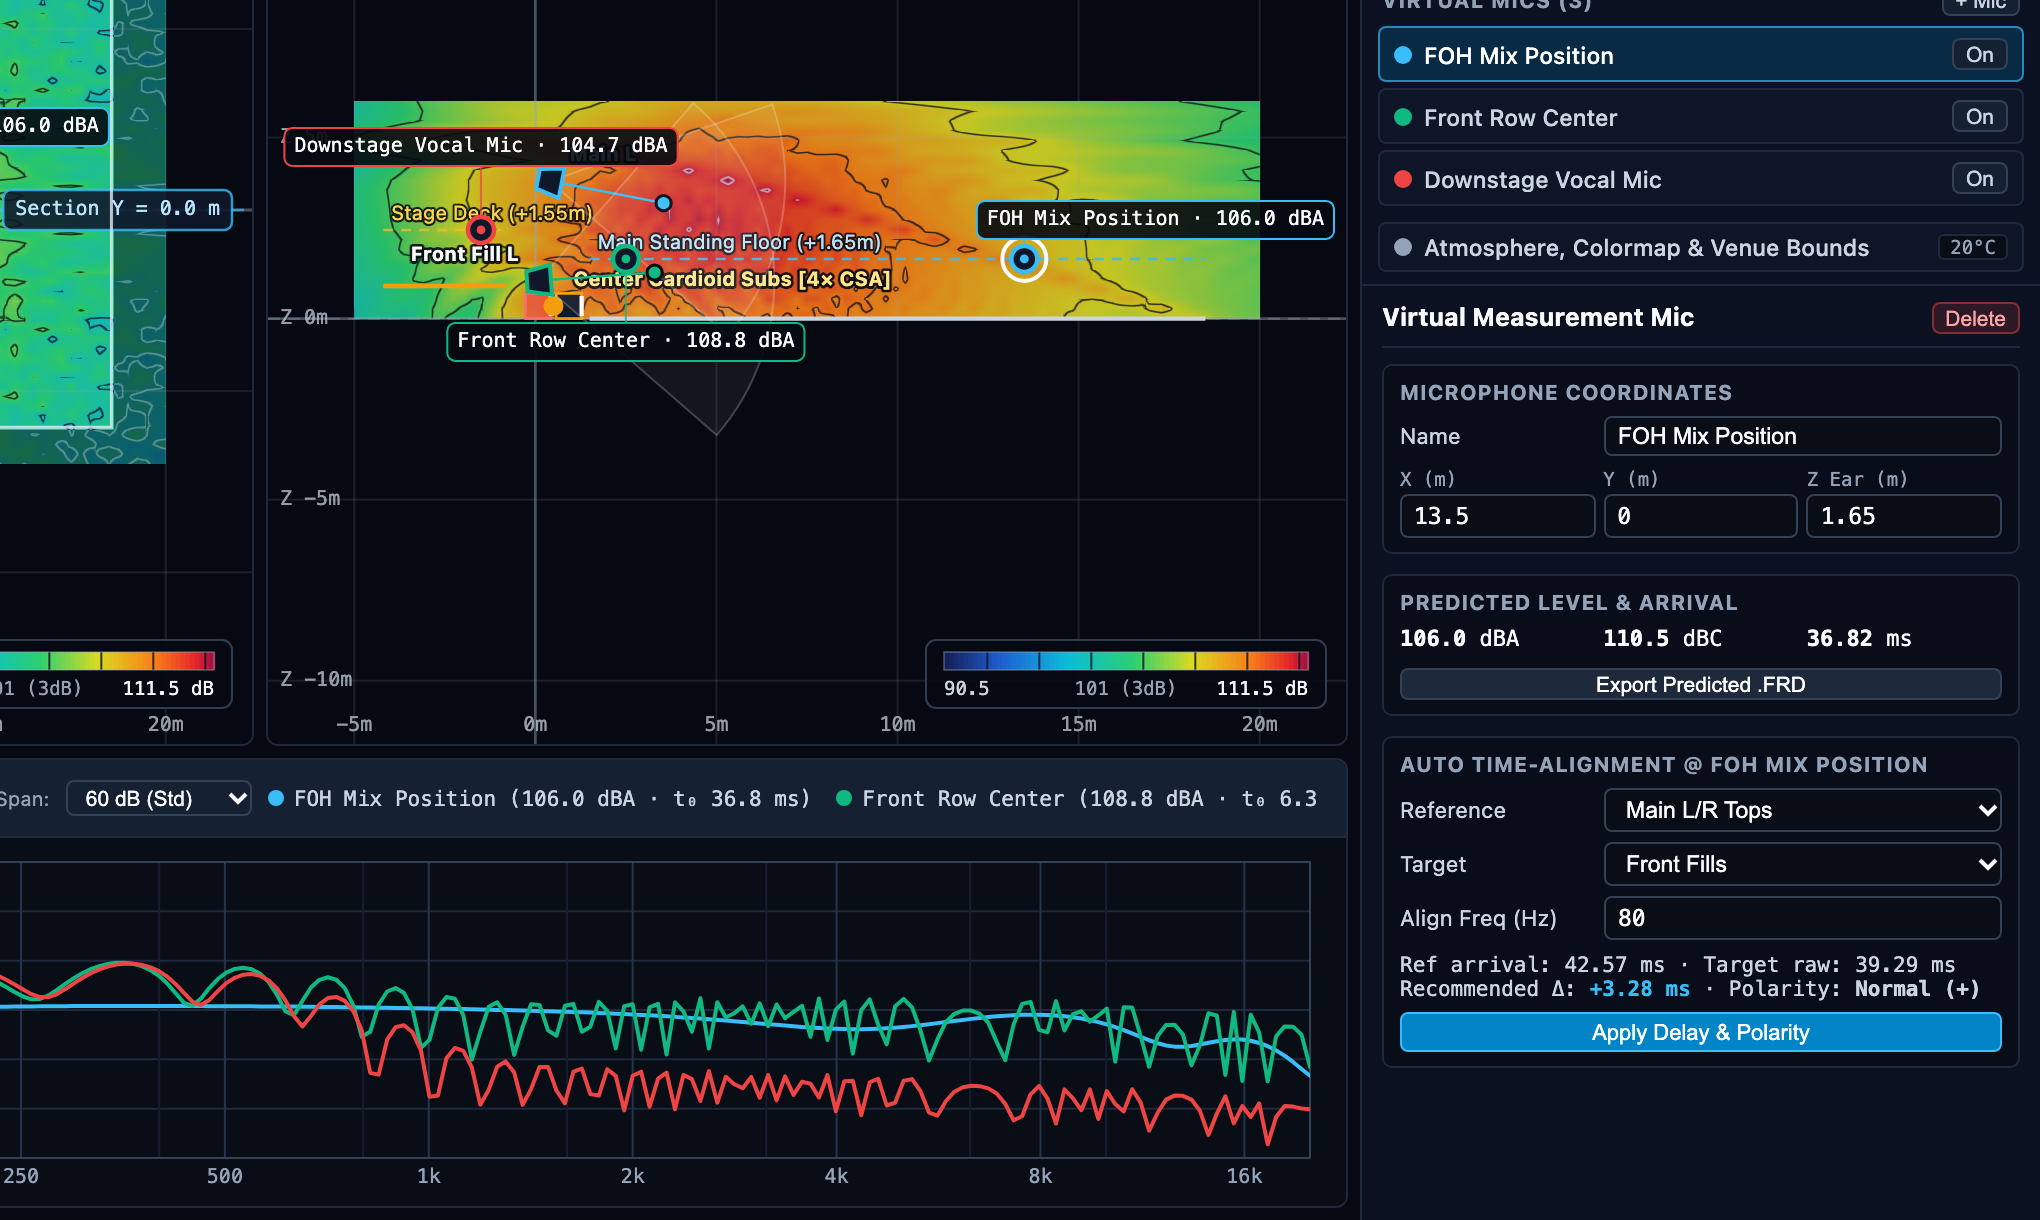 VIRTUAL MICS (3)
+ Mic
FOH Mix Position
On
Front Row Center
On
Downstage Vocal Mic
On
Atmosphere, Colormap & Venue Bounds
20°C
Virtual Measurement Mic
Delete
MICROPHONE COORDINATES
Name
FOH Mix Position
X (m)
Y (m)
Z Ear (m)
13.5
0
1.65
PREDICTED LEVEL & ARRIVAL
106.0 dBA
110.5 dBC
36.82 ms
Export Predicted .FRD
AUTO TIME-ALIGNMENT @ FOH MIX POSITION
Reference
Main L/R Tops
Target
Front Fills
Align Freq (Hz)
80
Ref arrival: 42.57 ms · Target raw: 39.29 ms
Recommended Δ: +3.28 ms · Polarity: Normal (+)
Apply Delay & Polarity
06.0 dBA
Section Y = 0.0 m
01 (3dB)
111.5 dB
20m
Downstage Vocal Mic · 104.7 dBA
Main L
Stage Deck (+1.55m)
FOH Mix Position · 106.0 dBA
Main Standing Floor (+1.65m)
Front Fill L
Center Cardioid Subs [4× CSA]
Z 0m
Front Row Center · 108.8 dBA
Z -5m
Z -10m
90.5
101 (3dB)
111.5 dB
-5m
0m
5m
10m
15m
20m
Span:
60 dB (Std)
FOH Mix Position (106.0 dBA · t₀ 36.8 ms)
Front Row Center (108.8 dBA · t₀ 6.3
250
500
1k
2k
4k
8k
16k